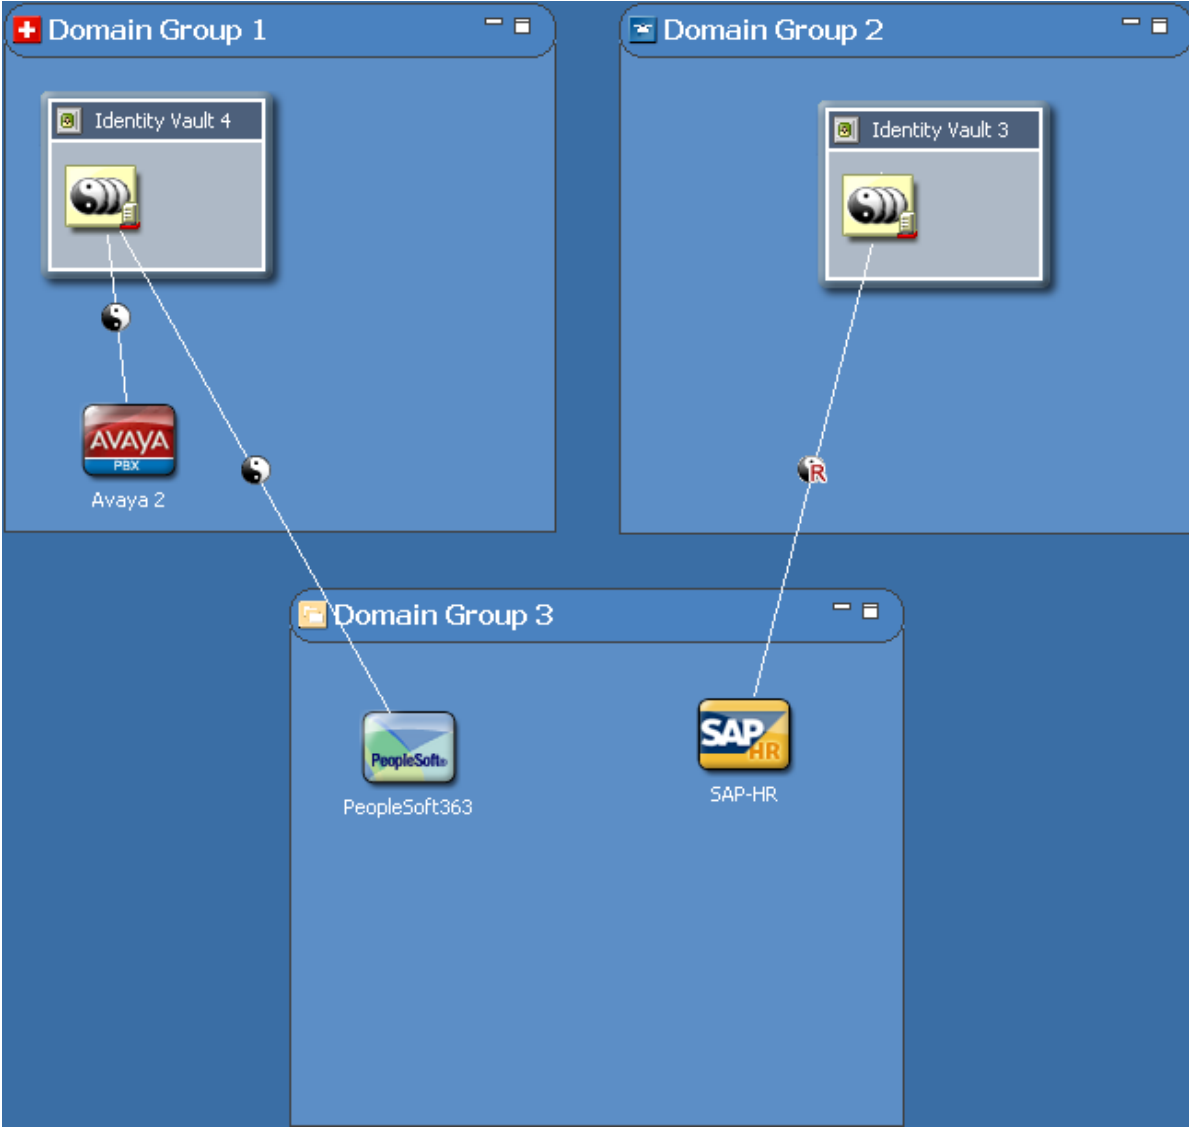 Domain Group 1
Domain Group 2
Identity Vault 4
Identity Vault 3
AVAYA
PBX
Avaya 2
R
Domain Group 3
PeopleSoft®
PeopleSoft363
SAP
HR
SAP-HR